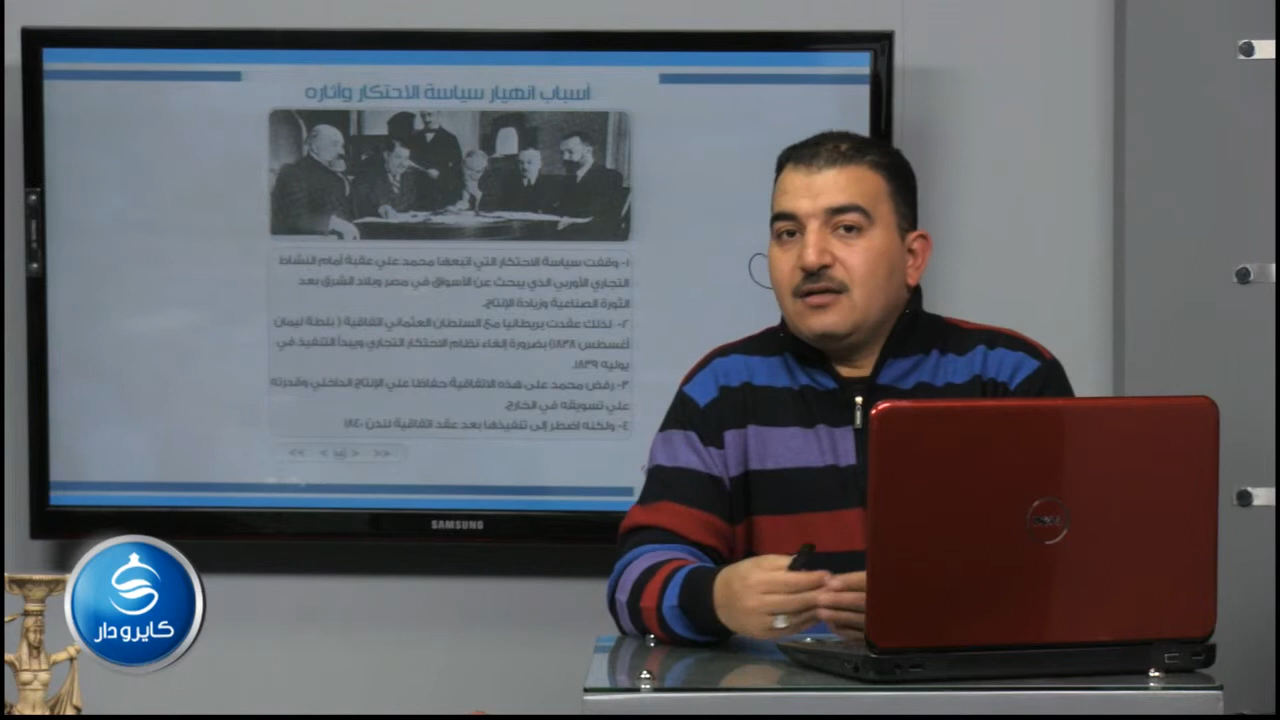 أسباب انهيار سياسة الاحتكار وآثاره
١- وقفت سياسة الاحتكار التي اتبعها محمد علي عقبة أمام النشاط
التجاري الأوربي الذي يبحث عن الأسواق في مصر وبلاد الشرق بعد
الثورة الصناعية وزيادة الإنتاج.
٢- لذلك عقدت بريطانيا مع السلطان العثماني اتفاقية ( بلطة ليمان
أغسطس ١٨٣٨) بضرورة إلغاء نظام الاحتكار التجاري ويبدأ التنفيذ في
يوليه ١٨٣٩.
٣- رفض محمد على هذه الاتفاقية حفاظا علي الإنتاج الداخلي وقدرته
علي تسويقه في الخارج.
٤- ولكنه اضطر إلى تنفيذها بعد عقد اتفاقية لندن ١٨٤٠
<< < > >>
SAMSUNG
DELL
كايرو دار